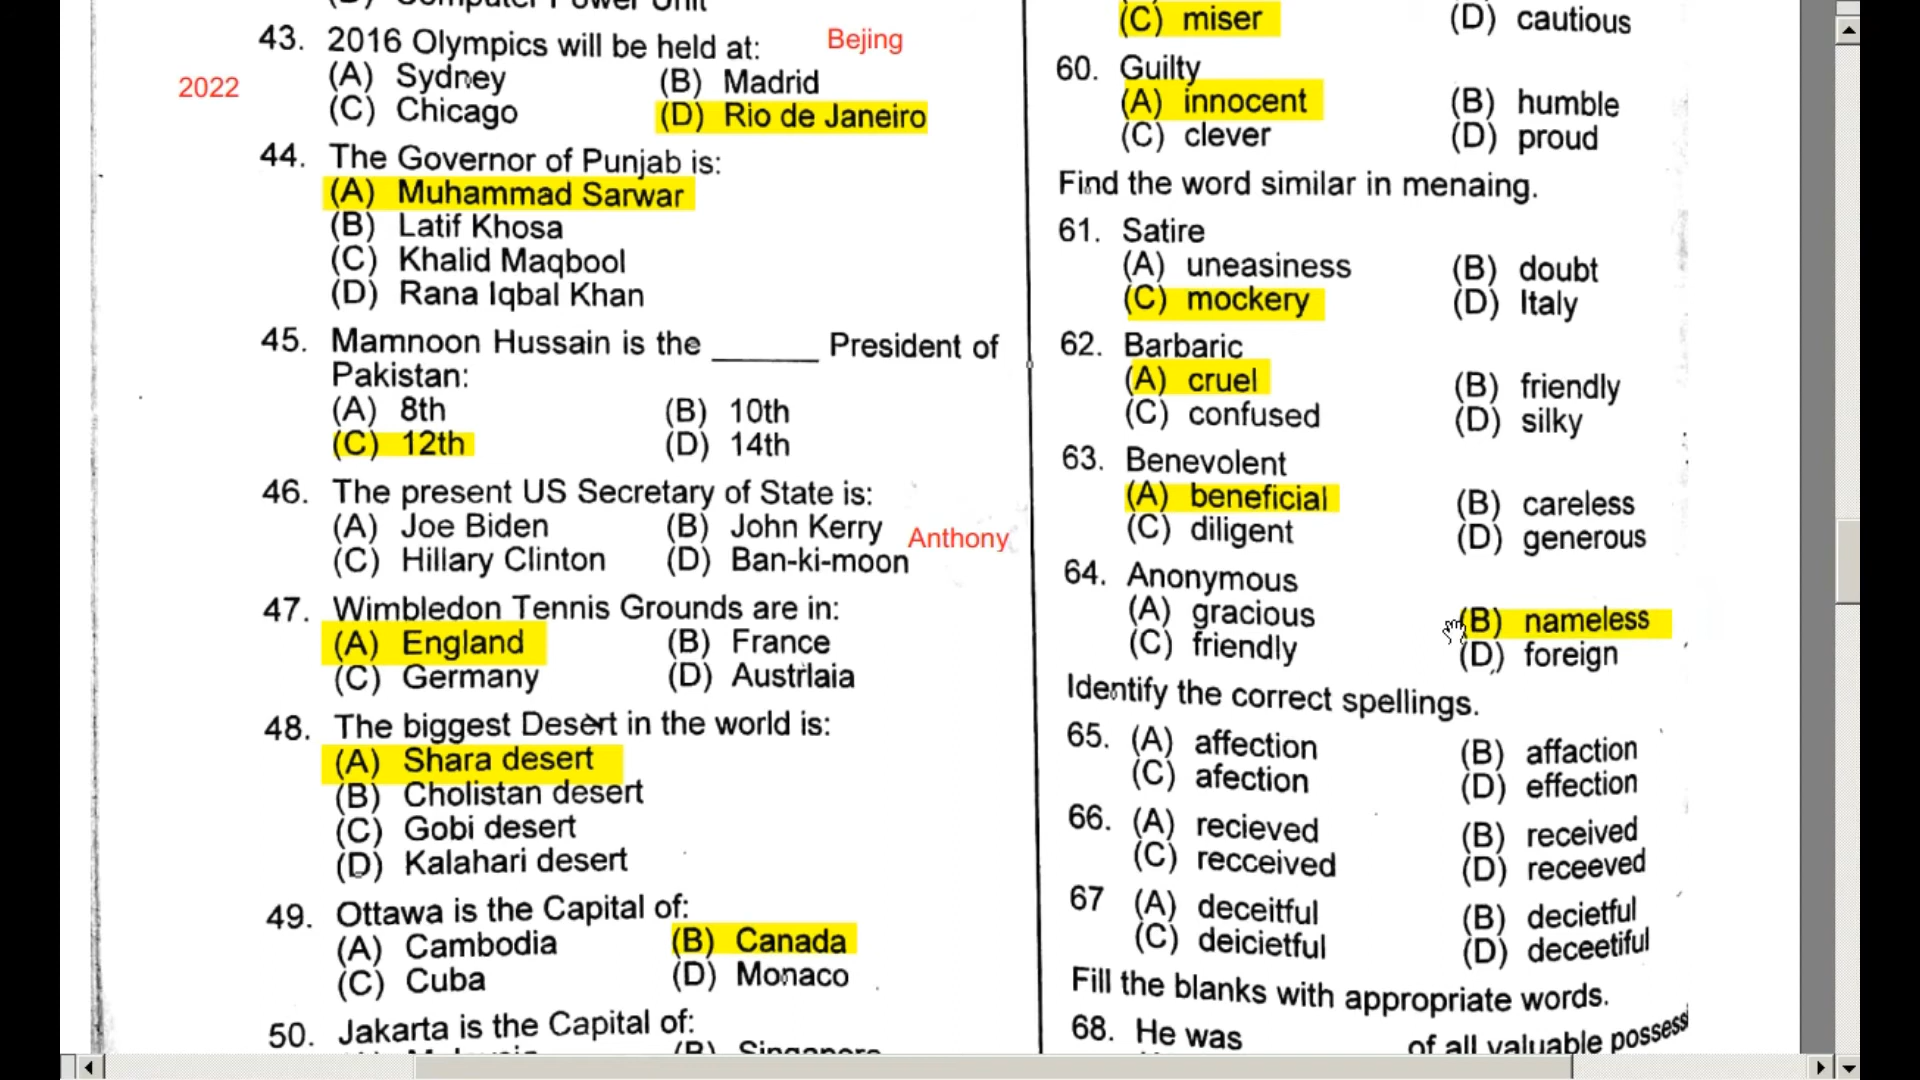 43. 2016 Olympics will be held at: Bejing
2022
(A) Sydney (B) Madrid
(C) Chicago (D) Rio de Janeiro
44. The Governor of Punjab is:
(A) Muhammad Sarwar
(B) Latif Khosa
(C) Khalid Maqbool
(D) Rana Iqbal Khan
45. Mamnoon Hussain is the ______ President of
Pakistan:
(A) 8th (B) 10th
(C) 12th (D) 14th
46. The present US Secretary of State is:
(A) Joe Biden (B) John Kerry Anthony
(C) Hillary Clinton (D) Ban-ki-moon
47. Wimbledon Tennis Grounds are in:
(A) England (B) France
(C) Germany (D) Austrlaia
48. The biggest Desert in the world is:
(A) Shara desert
(B) Cholistan desert
(C) Gobi desert
(D) Kalahari desert
49. Ottawa is the Capital of:
(A) Cambodia (B) Canada
(C) Cuba (D) Monaco
50. Jakarta is the Capital of:
(B) Singapore
(C) miser (D) cautious
60. Guilty
(A) innocent (B) humble
(C) clever (D) proud
Find the word similar in menaing.
61. Satire
(A) uneasiness (B) doubt
(C) mockery (D) Italy
62. Barbaric
(A) cruel (B) friendly
(C) confused (D) silky
63. Benevolent
(A) beneficial (B) careless
(C) diligent (D) generous
64. Anonymous
(A) gracious (B) nameless
(C) friendly (D) foreign
Identify the correct spellings.
65. (A) affection (B) affaction
(C) afection (D) effection
66. (A) recieved (B) received
(C) recceived (D) receeved
67 (A) deceitful (B) decietful
(C) deicietful (D) deceetiful
Fill the blanks with appropriate words.
68. He was of all valuable possess